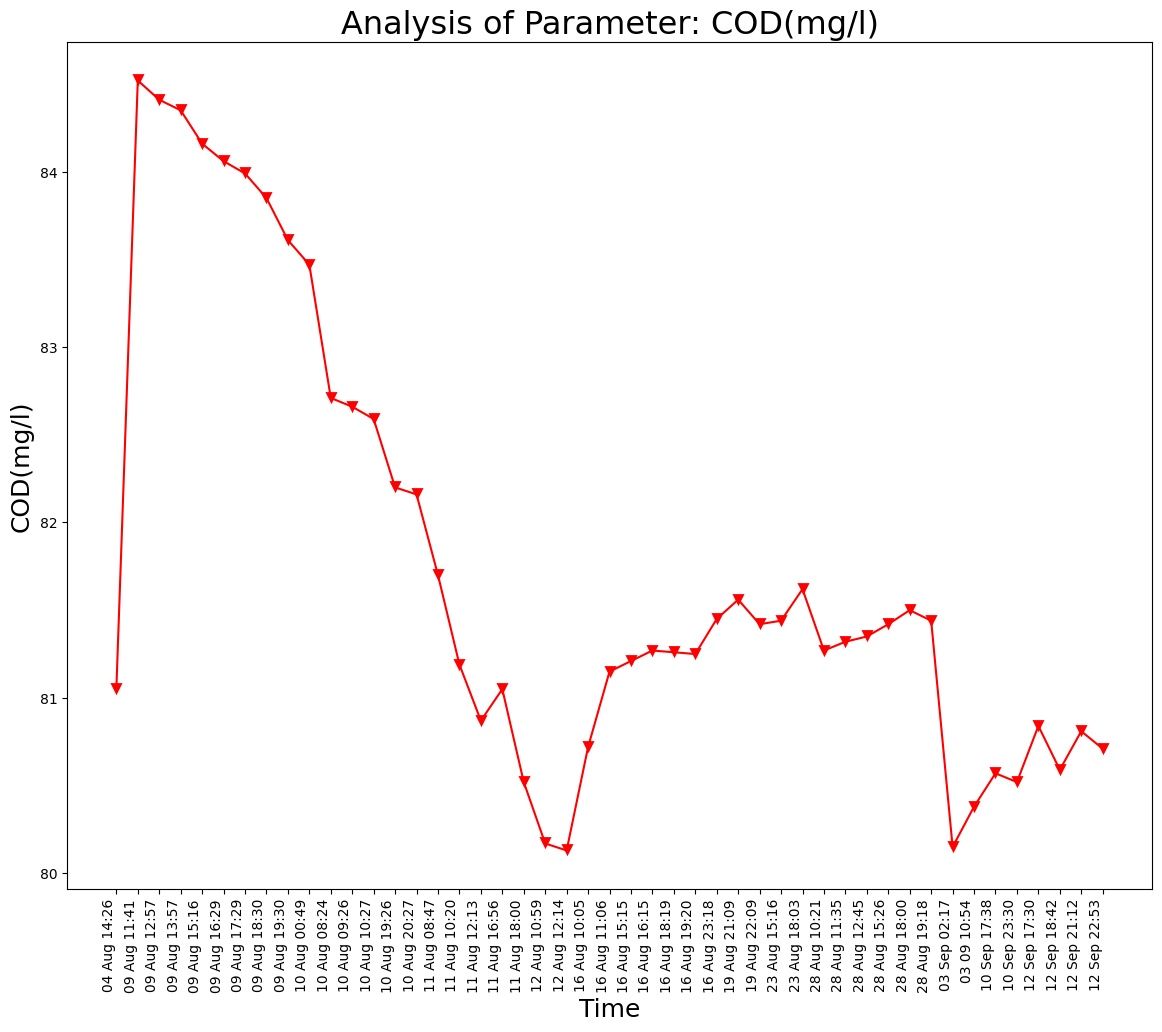 Analysis of Parameter: COD(mg/l)
COD(mg/l)
84
83
82
81
80
04 Aug 14:26
09 Aug 11:41
09 Aug 12:57
09 Aug 13:57
09 Aug 15:16
09 Aug 16:29
09 Aug 17:29
09 Aug 18:30
09 Aug 19:30
10 Aug 00:49
10 Aug 08:24
10 Aug 09:26
10 Aug 10:27
10 Aug 19:26
10 Aug 20:27
11 Aug 08:47
11 Aug 10:20
11 Aug 12:13
11 Aug 16:56
11 Aug 18:00
12 Aug 10:59
12 Aug 12:14
16 Aug 10:05
16 Aug 11:06
16 Aug 15:15
16 Aug 16:15
16 Aug 18:19
16 Aug 19:20
16 Aug 23:18
19 Aug 21:09
19 Aug 22:09
23 Aug 15:16
23 Aug 18:03
28 Aug 10:21
28 Aug 11:35
28 Aug 12:45
28 Aug 15:26
28 Aug 18:00
28 Aug 19:18
03 Sep 02:17
03 09 10:54
10 Sep 17:38
10 Sep 23:30
12 Sep 17:30
12 Sep 18:42
12 Sep 21:12
12 Sep 22:53
Time